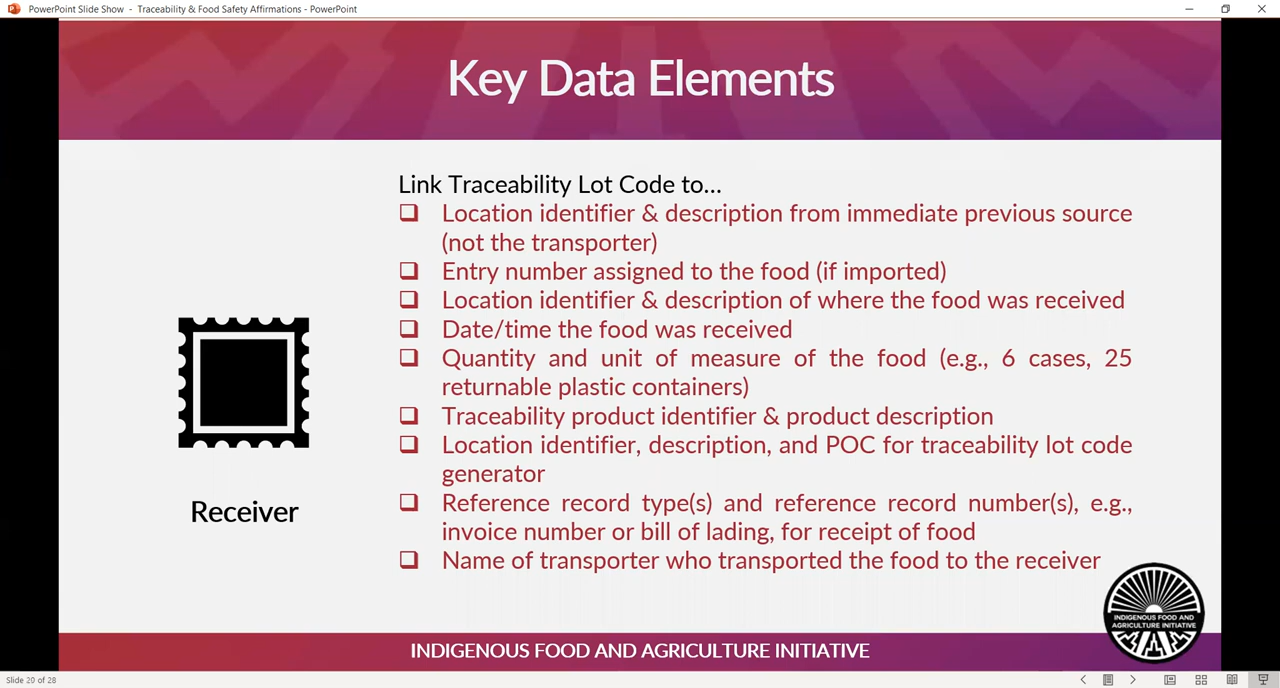 PowerPoint Slide Show - Traceability & Food Safety Affirmations - PowerPoint
Key Data Elements
Link Traceability Lot Code to...
Location identifier & description from immediate previous source
(not the transporter)
Entry number assigned to the food (if imported)
Location identifier & description of where the food was received
Date/time the food was received
Quantity and unit of measure of the food (e.g., 6 cases, 25
returnable plastic containers)
Traceability product identifier & product description
Location identifier, description, and POC for traceability lot code
generator
Reference record type(s) and reference record number(s), e.g.,
invoice number or bill of lading, for receipt of food
Name of transporter who transported the food to the receiver
Receiver
INDIGENOUS FOOD AND
AGRICULTURE INITIATIVE
INDIGENOUS FOOD AND AGRICULTURE INITIATIVE
Slide 20 of 28